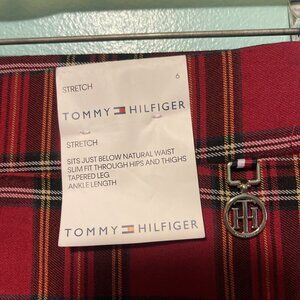 STRETCH 6
TOMMY HILFIGER
STRETCH
SITS JUST BELOW NATURAL WAIST
SLIM FIT THROUGH HIPS AND THIGHS
TAPERED LEG
ANKLE LENGTH
TOMMY HILFIGER
TH